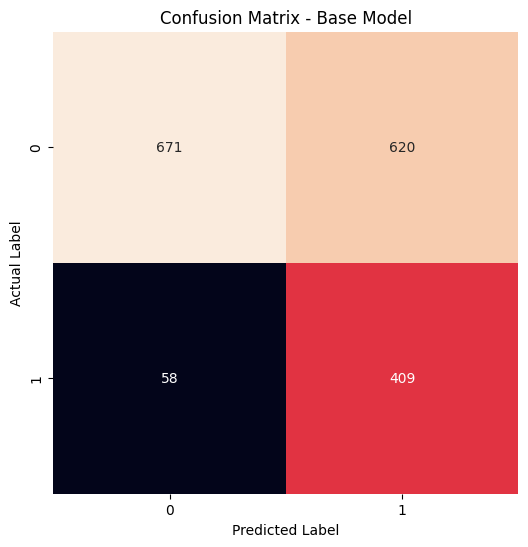 Confusion Matrix - Base Model
Actual Label
0
671 620
1
58 409
0 1
Predicted Label